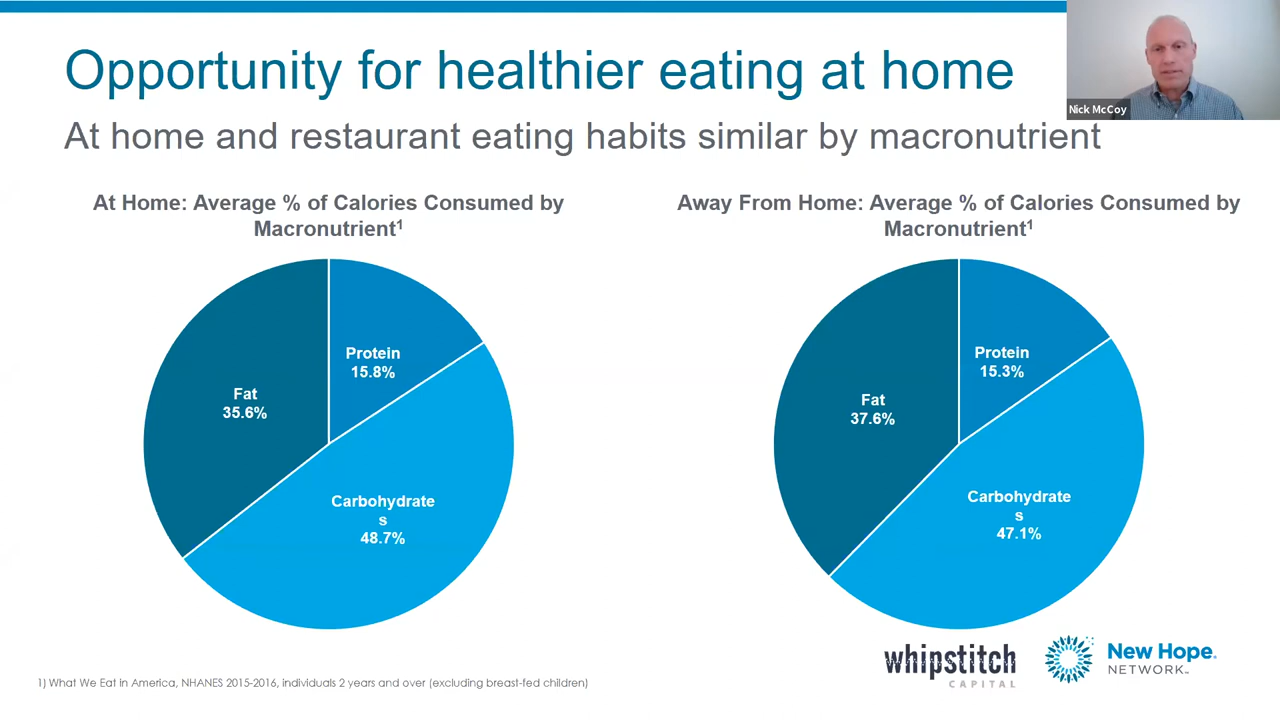 Opportunity for healthier eating at home
Nick McCoy
At home and restaurant eating habits similar by macronutrient
At Home: Average % of Calories Consumed by
Macronutrient¹
Away From Home: Average % of Calories Consumed by
Macronutrient¹
Protein
15.8%
Fat
35.6%
Carbohydrate
s
48.7%
Protein
15.3%
Fat
37.6%
Carbohydrate
s
47.1%
whipstitch
CAPITAL
New Hope®
NETWORK™
1) What We Eat in America, NHANES 2015-2016, individuals 2 years and over (excluding breast-fed children)